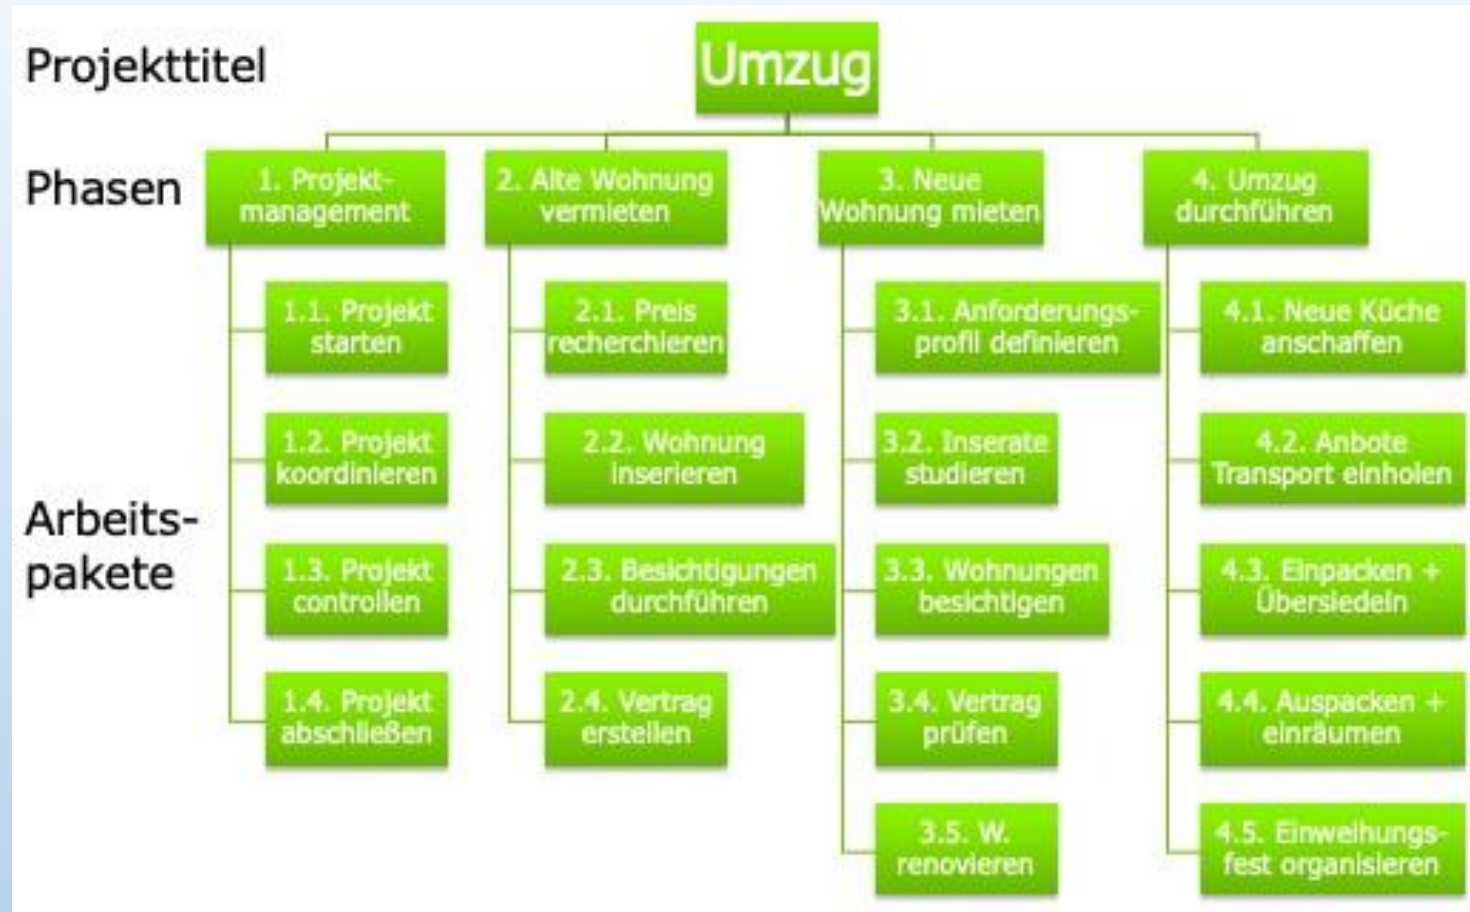 Projekttitel
Umzug
Phasen
1. Projekt-
management
2. Alte Wohnung
vermieten
3. Neue
Wohnung mieten
4. Umzug
durchführen
Arbeits-
pakete
1.1. Projekt
starten
1.2. Projekt
koordinieren
1.3. Projekt
controllen
1.4. Projekt
abschließen
2.1. Preis
recherchieren
2.2. Wohnung
inserieren
2.3. Besichtigungen
durchführen
2.4. Vertrag
erstellen
3.1. Anforderungs-
profil definieren
3.2. Inserate
studieren
3.3. Wohnungen
besichtigen
3.4. Vertrag
prüfen
3.5. W.
renovieren
4.1. Neue Küche
anschaffen
4.2. Anbote
Transport einholen
4.3. Einpacken +
Übersiedeln
4.4. Auspacken +
einräumen
4.5. Einweihungs-
fest organisieren